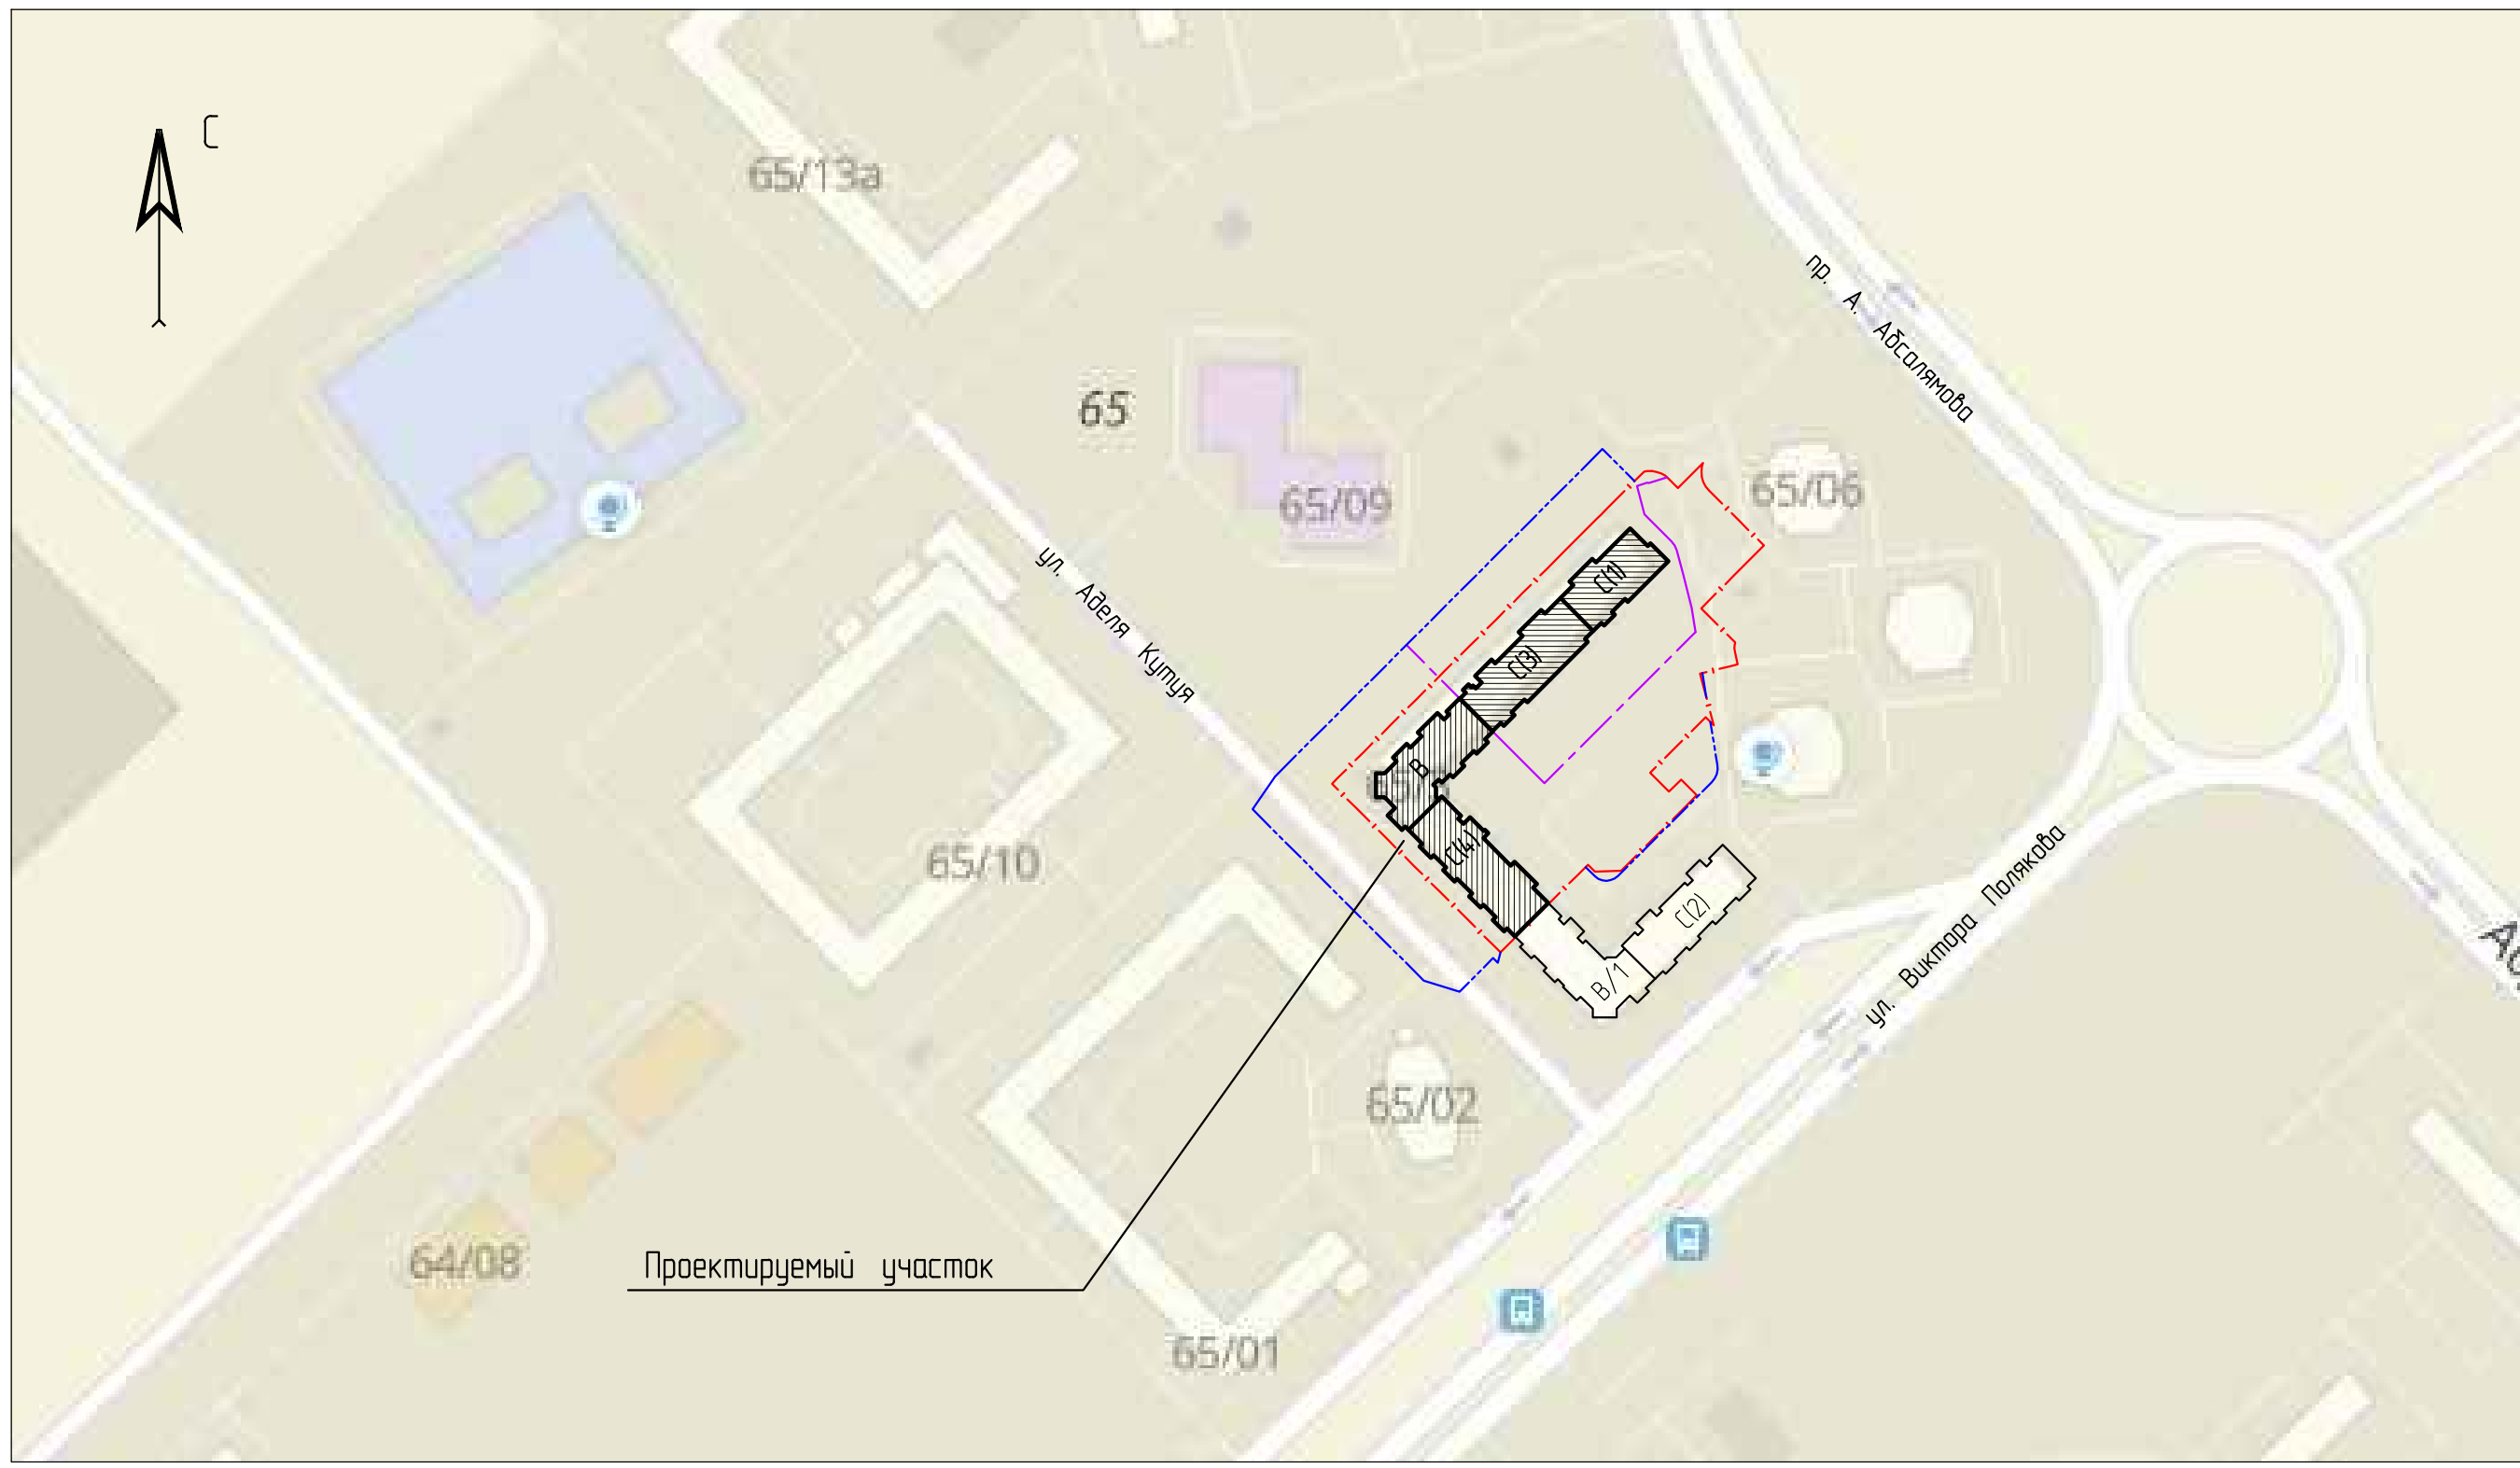 С
65/13а
пр. А. Абсалямова
65
65/09
65/06
ул. Аделя Кутуя
С(1)
С(3)
В
С(4)
65/10
С(2)
В/1
ул. Виктора Полякова
65/02
64/08
Проектируемый участок
65/01